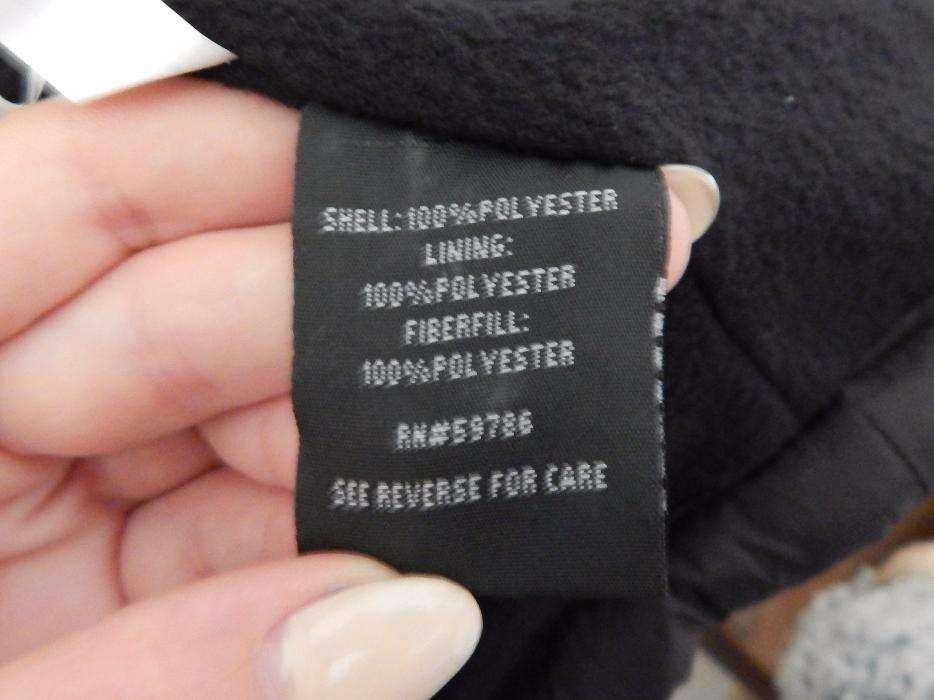 SHELL:100%POLYESTER
LINING:
100%POLYESTER
FIBERFILL:
100%POLYESTER
RN#59786
SEE REVERSE FOR CARE